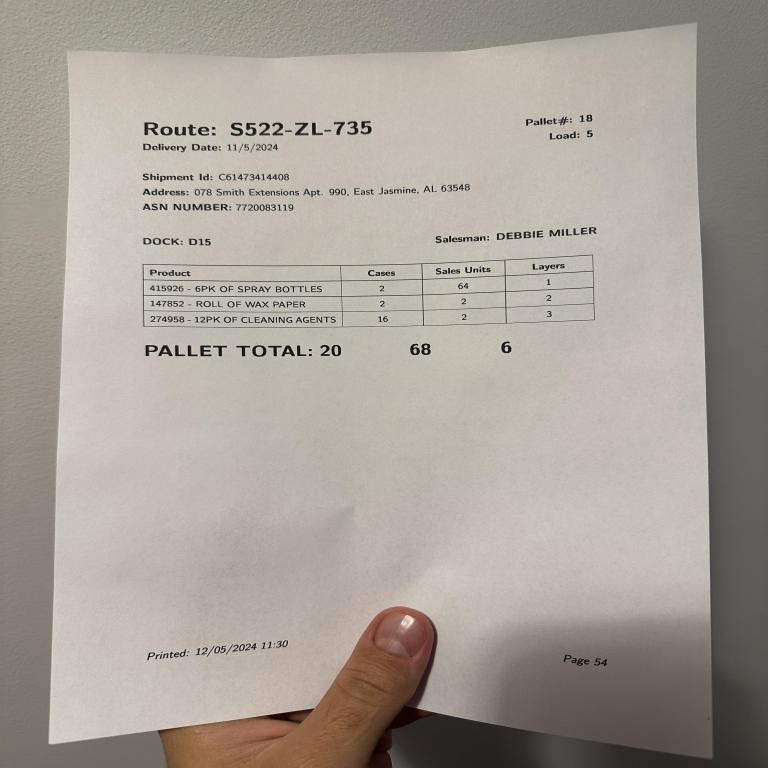 Route: S522-ZL-735
Pallet#: 18
Delivery Date: 11/5/2024
Load: 5
Shipment Id: C61473414408
Address: 078 Smith Extensions Apt. 990, East Jasmine, AL 63548
ASN NUMBER: 7720083119
DOCK: D15
Salesman: DEBBIE MILLER
Product Cases Sales Units Layers
415926 - 6PK OF SPRAY BOTTLES 2 64 1
147852 - ROLL OF WAX PAPER 2 2 2
274958 - 12PK OF CLEANING AGENTS 16 2 3
PALLET TOTAL: 20 68 6
Printed: 12/05/2024 11:30
Page 54